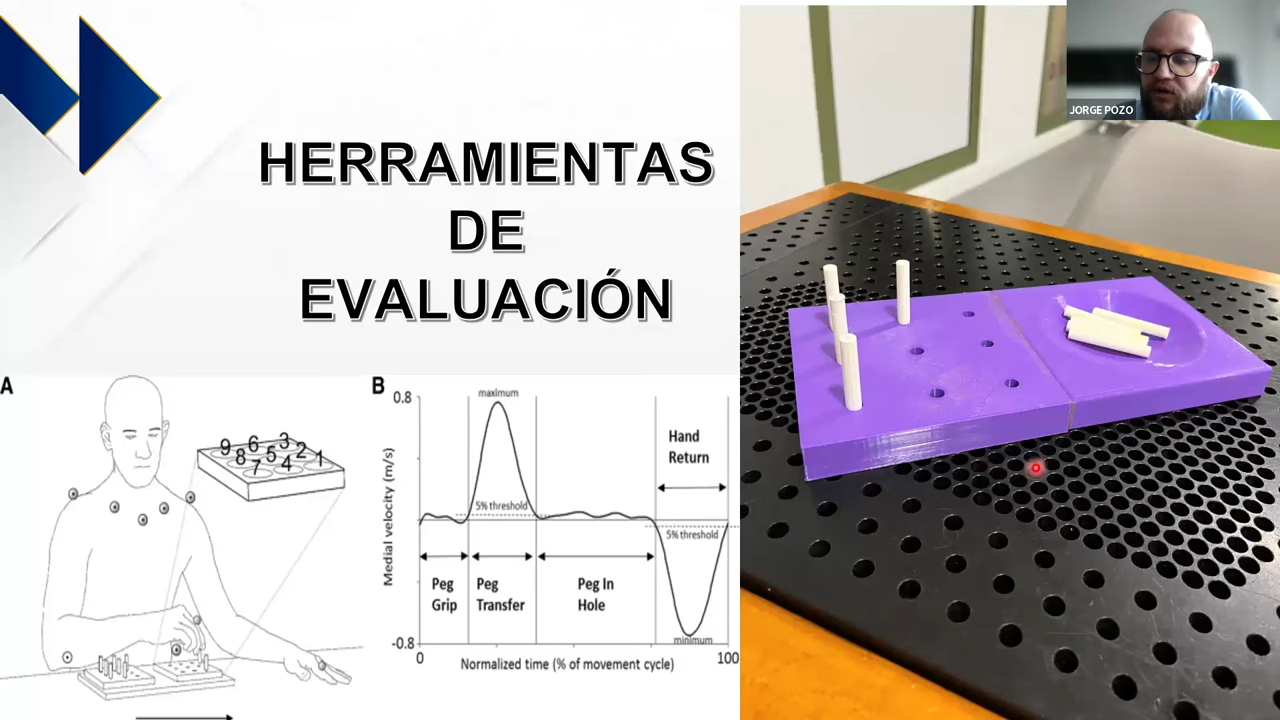 HERRAMIENTAS
DE
EVALUACIÓN
JORGE POZO
A
9 6 3
8 5 2
7 4 1
B
Medial velocity (m/s)
0.8
-0.8
maximum
5% threshold
Hand
Return
5% threshold
Peg
Grip
Peg
Transfer
Peg In
Hole
minimum
0
100
Normalized time (% of movement cycle)